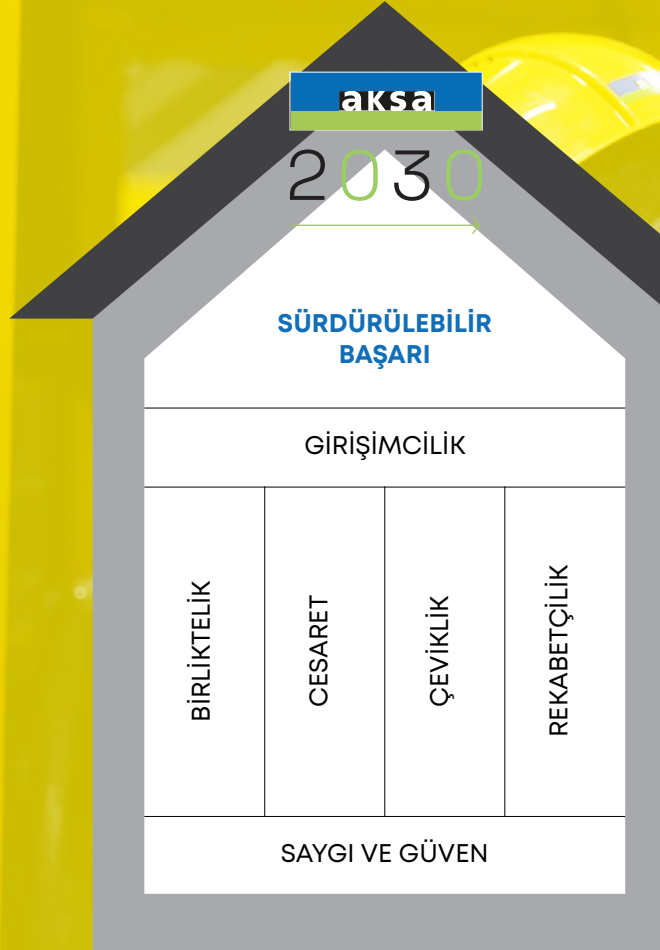 aksa
2030
SÜRDÜRÜLEBİLİR
BAŞARI
GİRİŞİMCİLİK
BİRLİKTELİK
CESARET
ÇEVİKLİK
REKABETÇİLİK
SAYGI VE GÜVEN